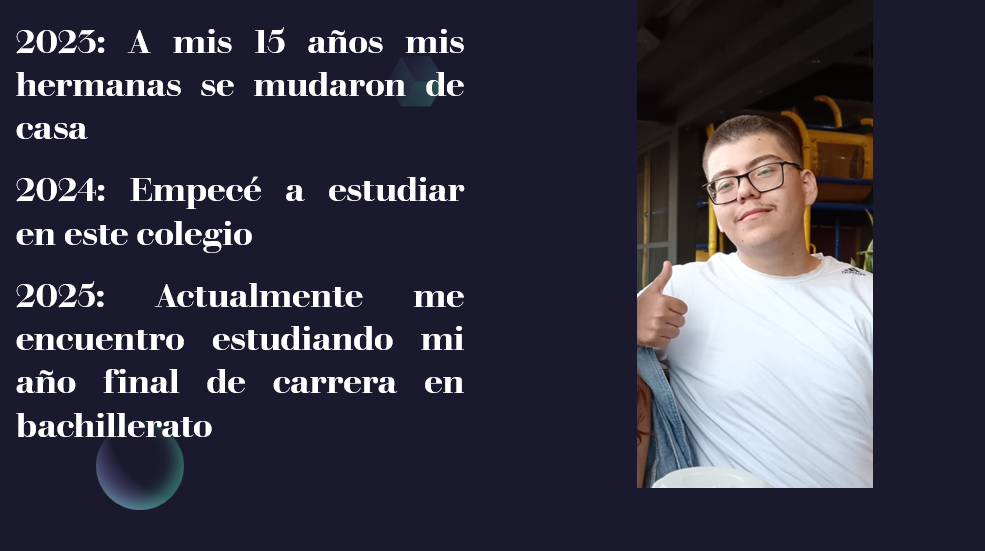 2023: A mis 15 años mis
hermanas se mudaron de
casa
2024: Empecé a estudiar
en este colegio
2025: Actualmente me
encuentro estudiando mi
año final de carrera en
bachillerato